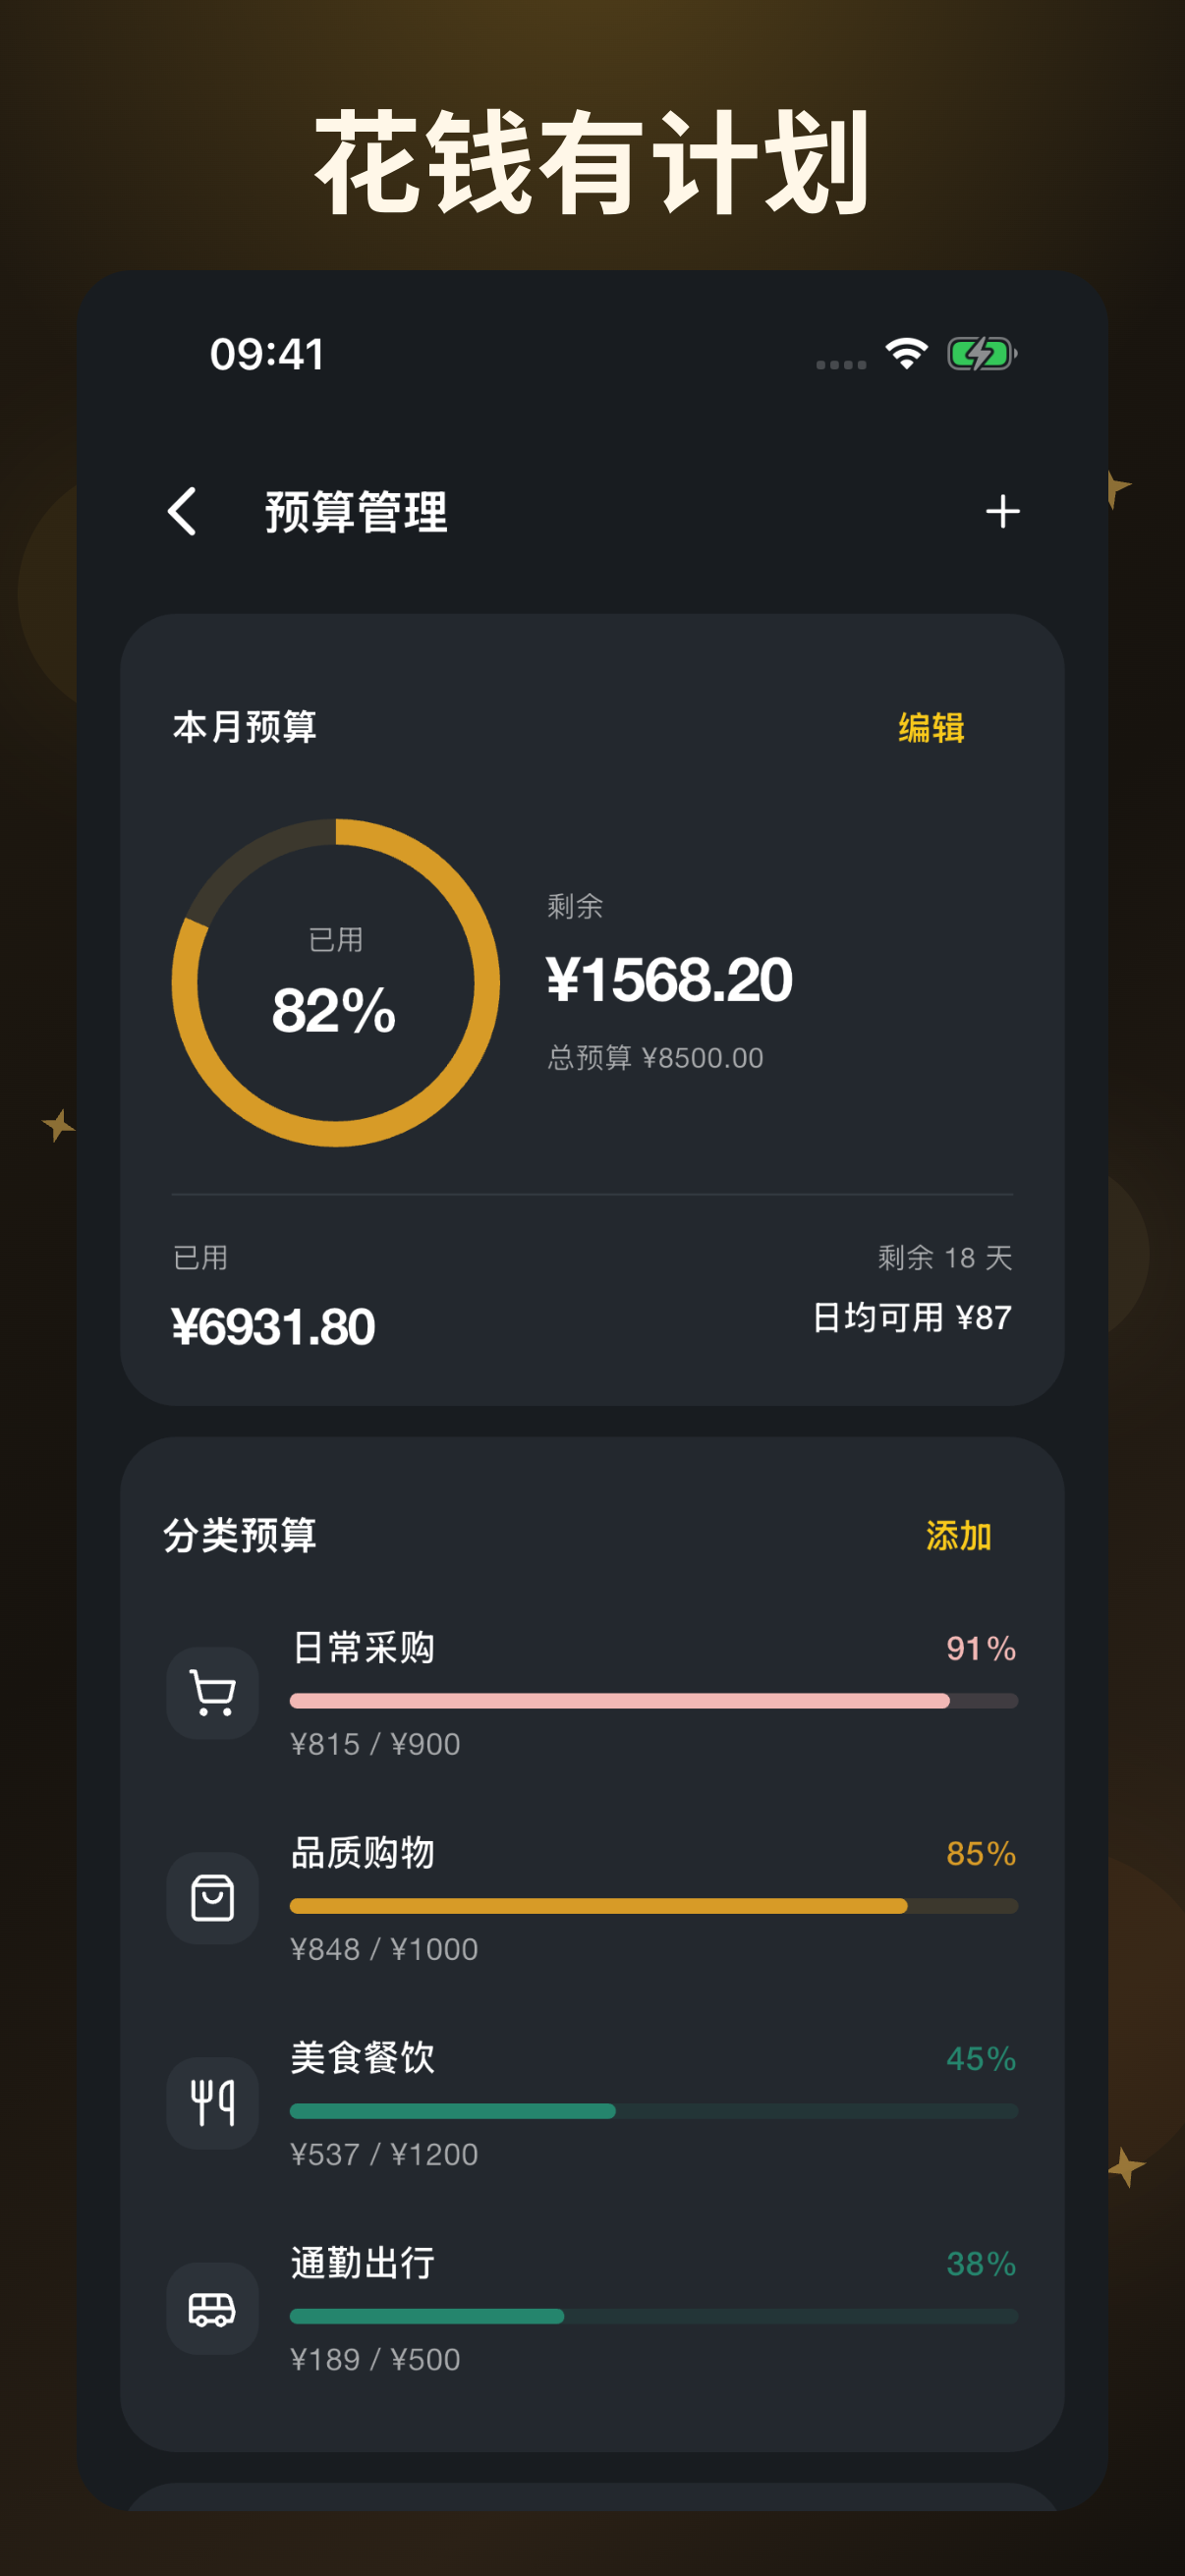 花钱有计划
09:41
预算管理
本月预算
编辑
已用
82%
剩余
¥1568.20
总预算 ¥8500.00
已用
¥6931.80
剩余 18 天
日均可用 ¥87
分类预算
添加
日常采购
91%
¥815 / ¥900
品质购物
85%
¥848 / ¥1000
美食餐饮
45%
¥537 / ¥1200
通勤出行
38%
¥189 / ¥500